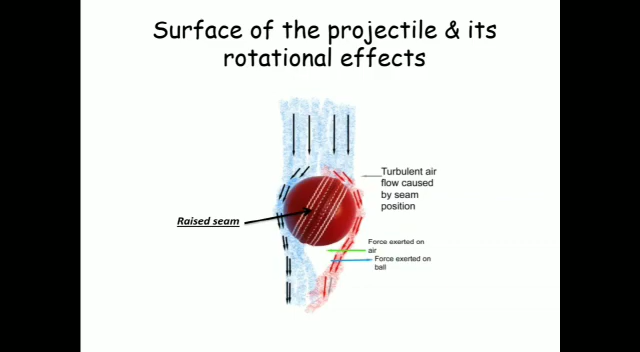 Surface of the projectile & its
rotational effects
Turbulent air
flow caused
by seam
position
Raised seam
Force exerted on
air
Force exerted on
ball